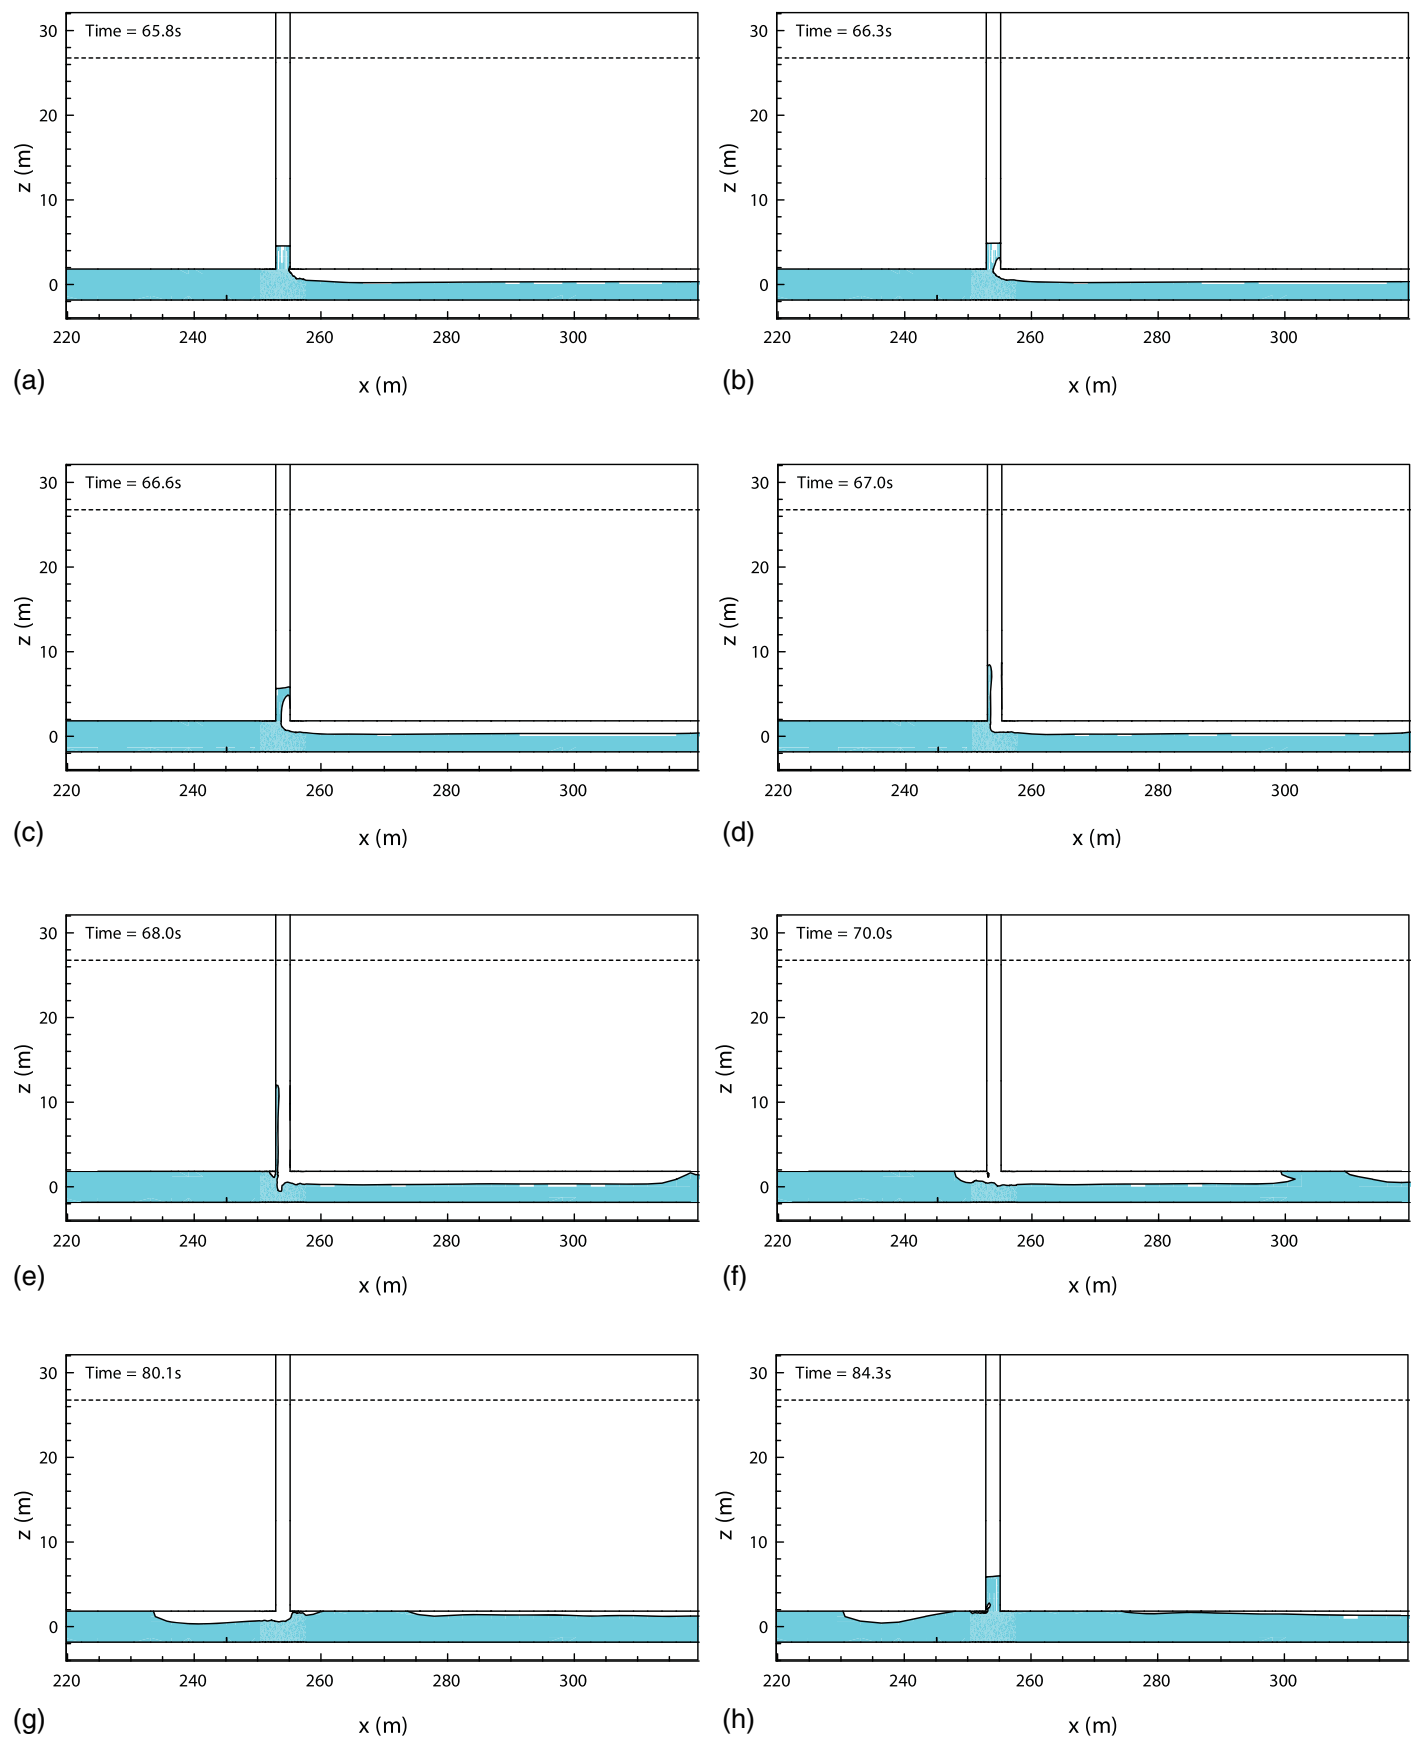 Time = 65.8s
30
20
10
0
z (m)
220 240 260 280 300
x (m)
(a)
Time = 66.3s
30
20
10
0
z (m)
220 240 260 280 300
x (m)
(b)
Time = 66.6s
30
20
10
0
z (m)
220 240 260 280 300
x (m)
(c)
Time = 67.0s
30
20
10
0
z (m)
220 240 260 280 300
x (m)
(d)
Time = 68.0s
30
20
10
0
z (m)
220 240 260 280 300
x (m)
(e)
Time = 70.0s
30
20
10
0
z (m)
220 240 260 280 300
x (m)
(f)
Time = 80.1s
30
20
10
0
z (m)
220 240 260 280 300
x (m)
(g)
Time = 84.3s
30
20
10
0
z (m)
220 240 260 280 300
x (m)
(h)